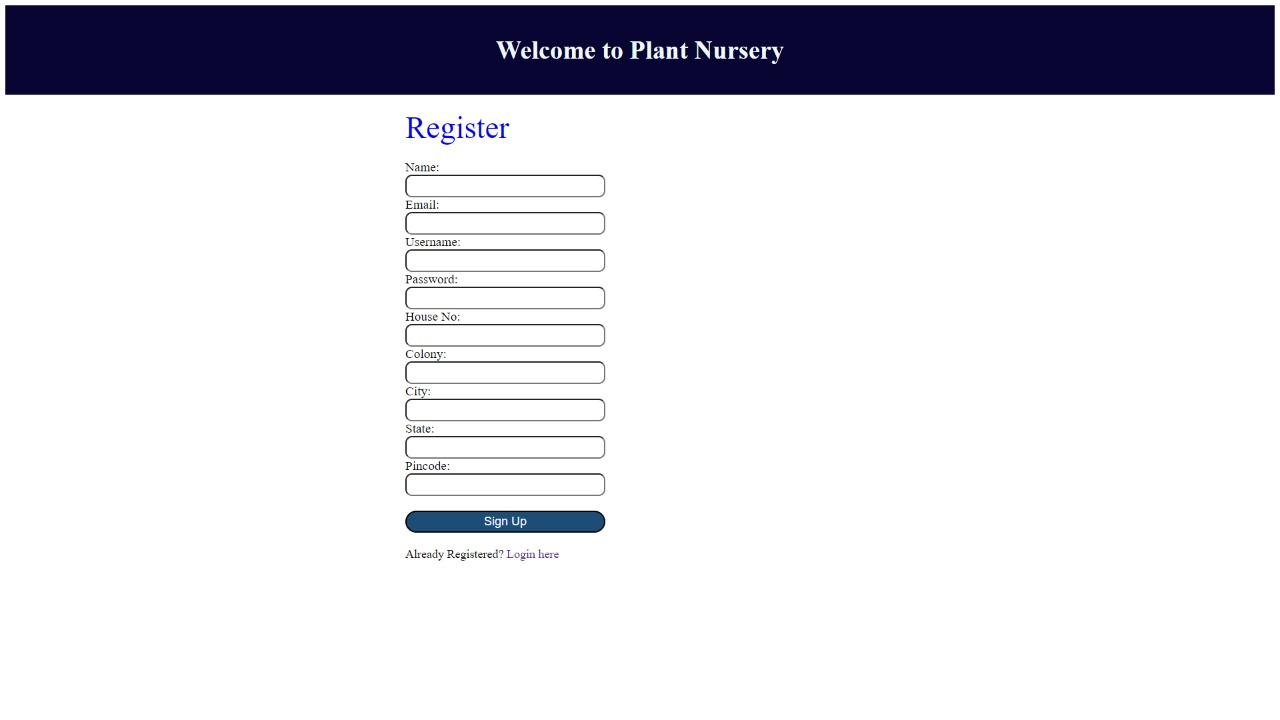 Welcome to Plant Nursery
Register
Name:
Email:
Username:
Password:
House No:
Colony:
City:
State:
Pincode:
Sign Up
Already Registered? Login here